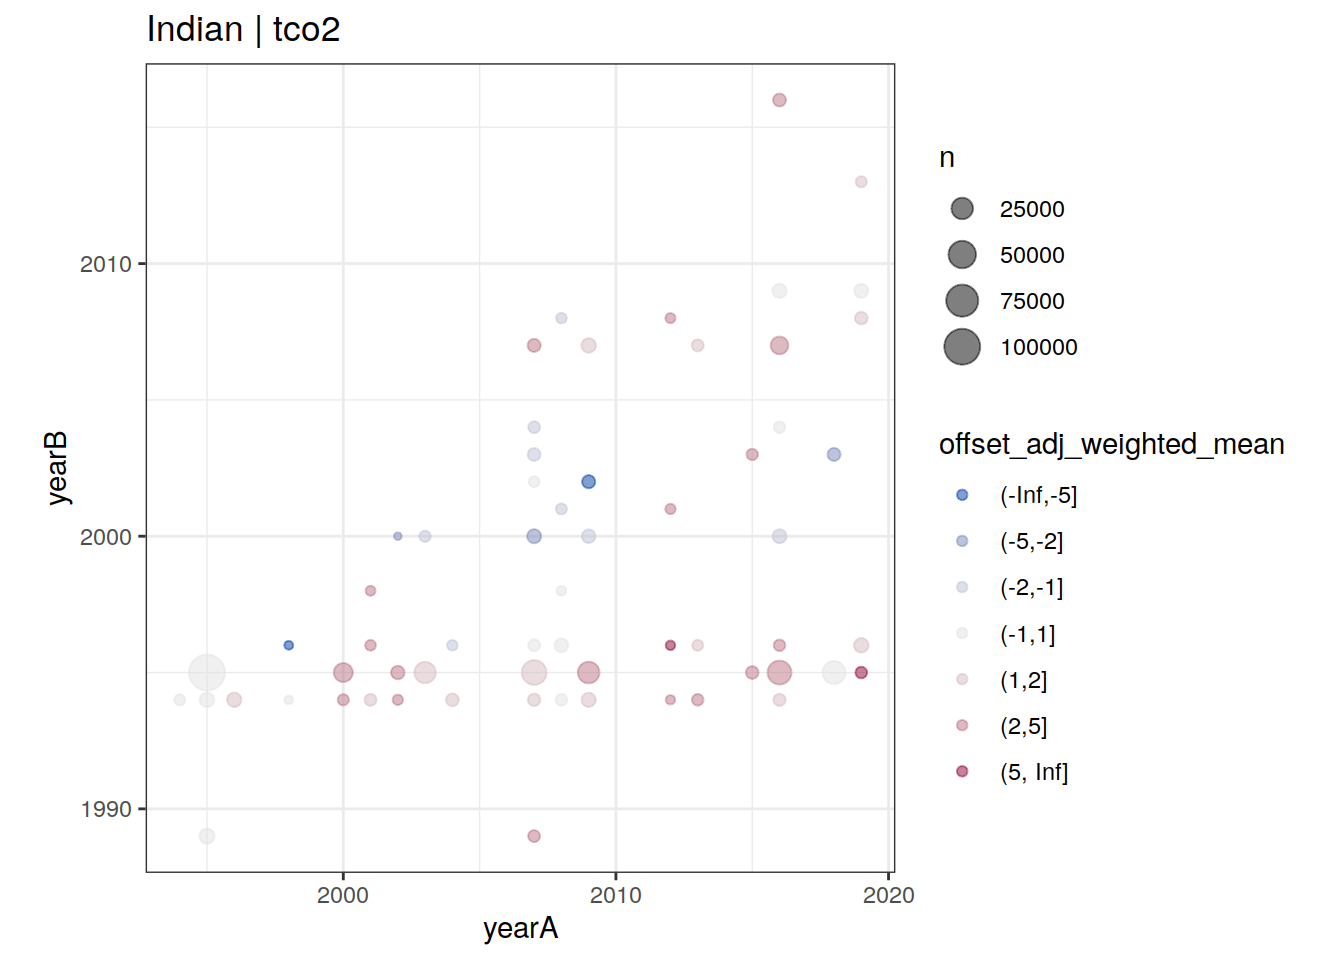 Indian | tco2
yearB
2010
2000
1990
2000
2010
2020
yearA
n
25000
50000
75000
100000
offset_adj_weighted_mean
(-Inf,-5]
(-5,-2]
(-2,-1]
(-1,1]
(1,2]
(2,5]
(5, Inf]